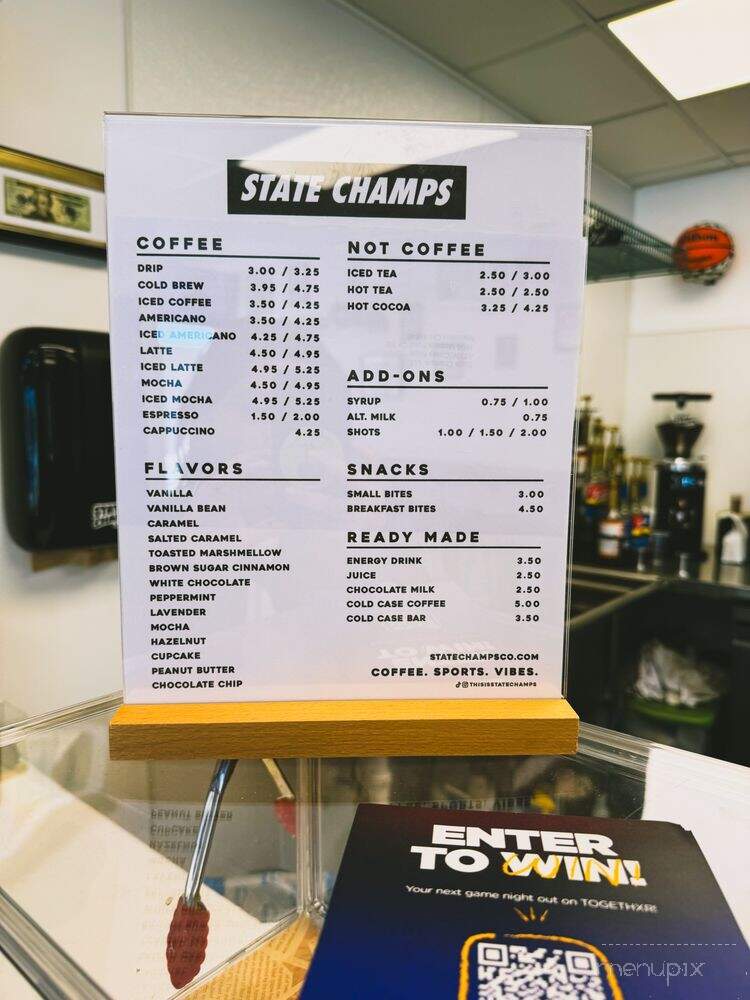 STATE CHAMPS
COFFEE
DRIP 3.00 / 3.25
COLD BREW 3.95 / 4.75
ICED COFFEE 3.50 / 4.25
AMERICANO 3.50 / 4.25
ICED AMERICANO 4.25 / 4.75
LATTE 4.50 / 4.95
ICED LATTE 4.95 / 5.25
MOCHA 4.50 / 4.95
ICED MOCHA 4.95 / 5.25
ESPRESSO 1.50 / 2.00
CAPPUCCINO 4.25
FLAVORS
VANILLA
VANILLA BEAN
CARAMEL
SALTED CARAMEL
TOASTED MARSHMELLOW
BROWN SUGAR CINNAMON
WHITE CHOCOLATE
PEPPERMINT
LAVENDER
MOCHA
HAZELNUT
CUPCAKE
PEANUT BUTTER
CHOCOLATE CHIP
NOT COFFEE
ICED TEA 2.50 / 3.00
HOT TEA 2.50 / 2.50
HOT COCOA 3.25 / 4.25
ADD-ONS
SYRUP 0.75 / 1.00
ALT. MILK 0.75
SHOTS 1.00 / 1.50 / 2.00
SNACKS
SMALL BITES 3.00
BREAKFAST BITES 4.50
READY MADE
ENERGY DRINK 3.50
JUICE 2.50
CHOCOLATE MILK 2.50
COLD CASE COFFEE 5.00
COLD CASE BAR 3.50
STATECHAMPSCO.COM
COFFEE. SPORTS. VIBES.
THISISSTATECHAMPS
ENTER
TO WIN!
Your next game night out on TOGETHXR!
menupix